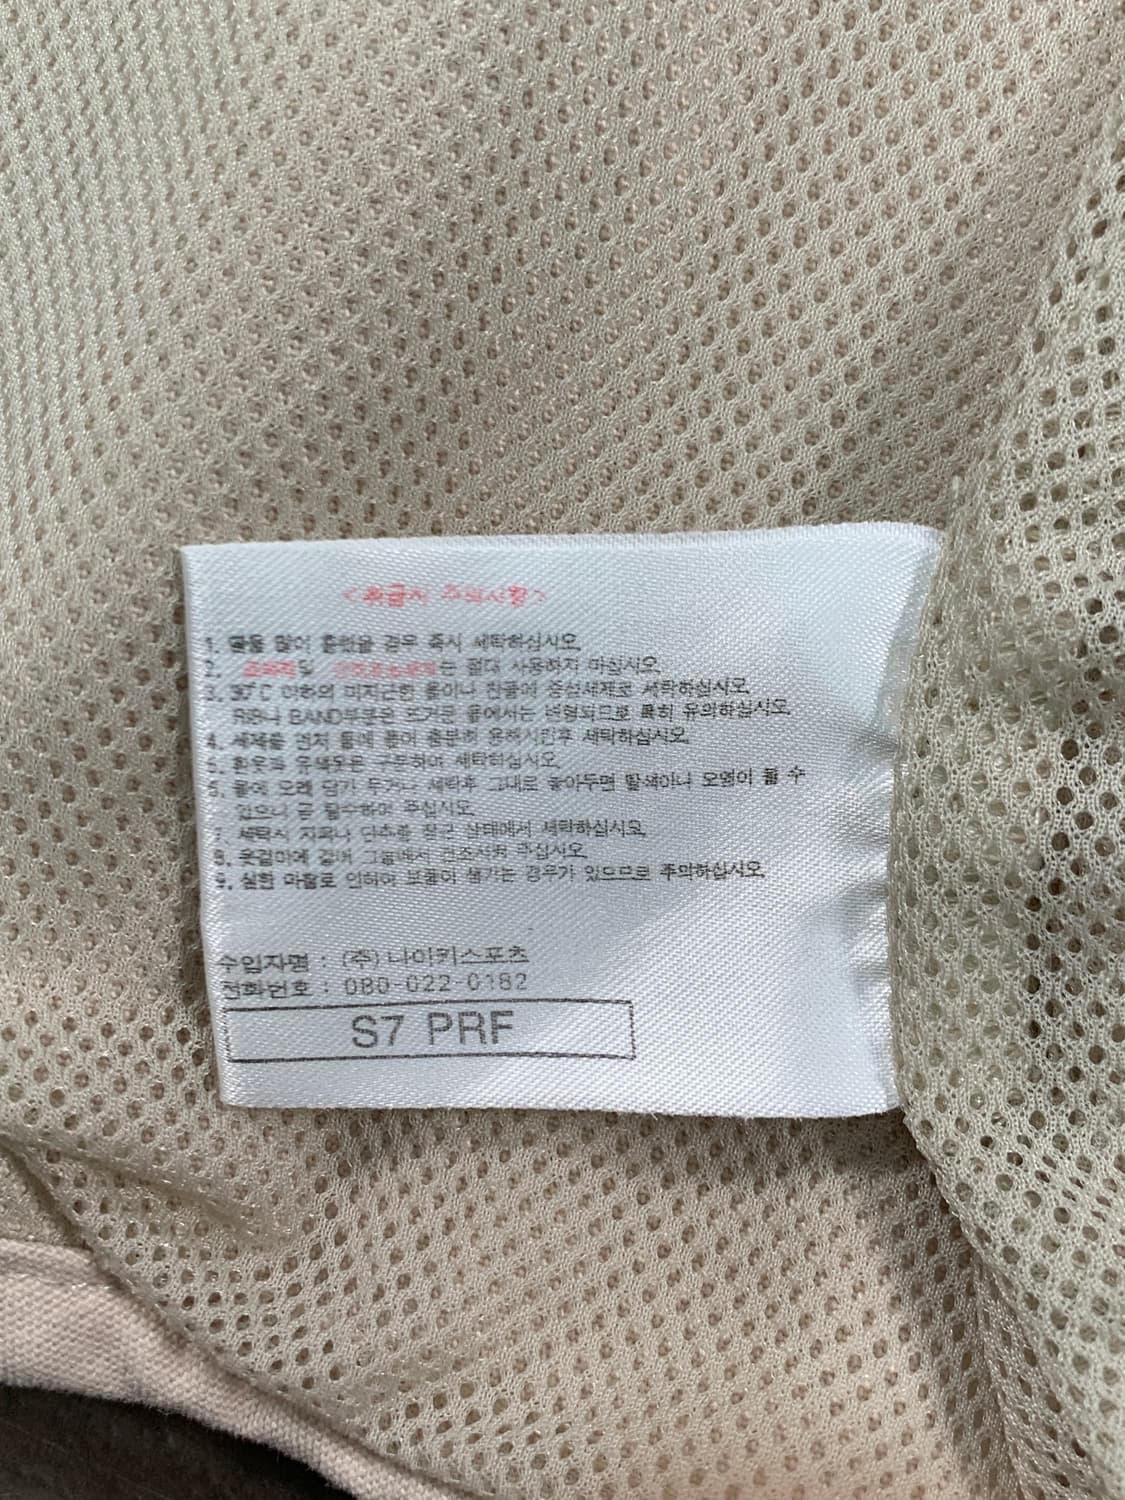 <취급시 주의사항>
1. 땀을 많이 흘렸을 경우 즉시 세탁하십시오.
2. 표백제 및 는 절대 사용하지 마십시오.
3. 30°C 이하의 미지근한 물이나 찬물에 중성세제로 세탁하십시오.
RIB나 BAND부분은 뜨거운 물에서는 변형되므로 특히 유의하십시오.
4. 세제를 먼저 물에 풀어 충분히 용해시킨후 세탁하십시오.
5. 흰옷과 유색옷은 구분하여 세탁하십시오.
6. 물에 오래 담가 두거나 세탁후 그대로 놓아두면 탈색이나 오염이 될 수
있으니 곧 탈수하여 주십시오.
7. 세탁시 지퍼나 단추를 잠근 상태에서 세탁하십시오.
8. 옷걸이에 걸어 그늘에서 건조시켜 주십시오.
9. 심한 마찰로 인하여 보풀이 생기는 경우가 있으므로 주의하십시오.
수입자명 : (주) 나이키스포츠
전화번호 : 080-022-0182
S7 PRF